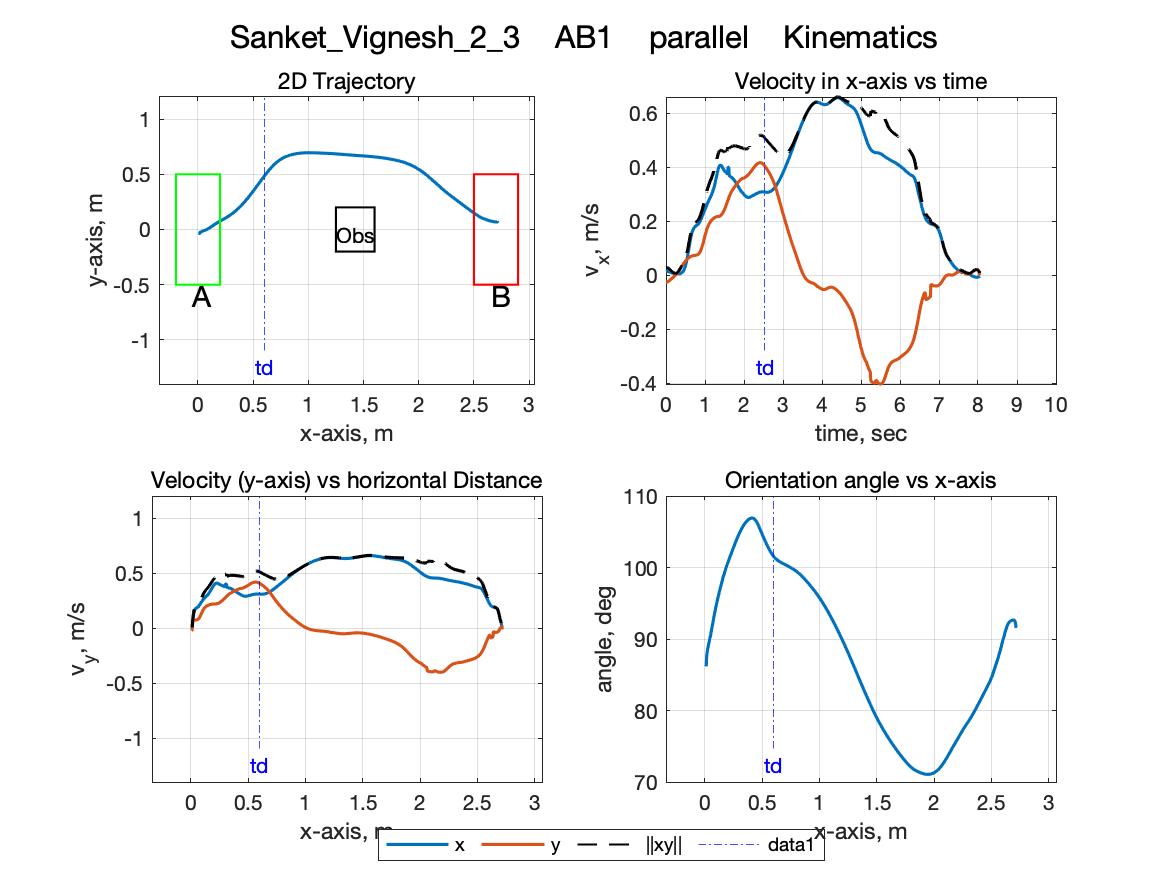 Sanket_Vignesh_2_3 AB1 parallel Kinematics
2D Trajectory
1
0.5
0
-0.5
-1
y-axis, m
A
Obs
B
td
0 0.5 1 1.5 2 2.5 3
x-axis, m
Velocity in x-axis vs time
0.6
0.4
0.2
0
-0.2
-0.4
vx, m/s
td
0 1 2 3 4 5 6 7 8 9 10
time, sec
Velocity (y-axis) vs horizontal Distance
1
0.5
0
-0.5
-1
vy, m/s
td
0 0.5 1 1.5 2 2.5 3
x-axis, m
Orientation angle vs x-axis
110
100
90
80
70
angle, deg
td
0 0.5 1 1.5 2 2.5 3
x-axis, m
x y ||xy|| data1